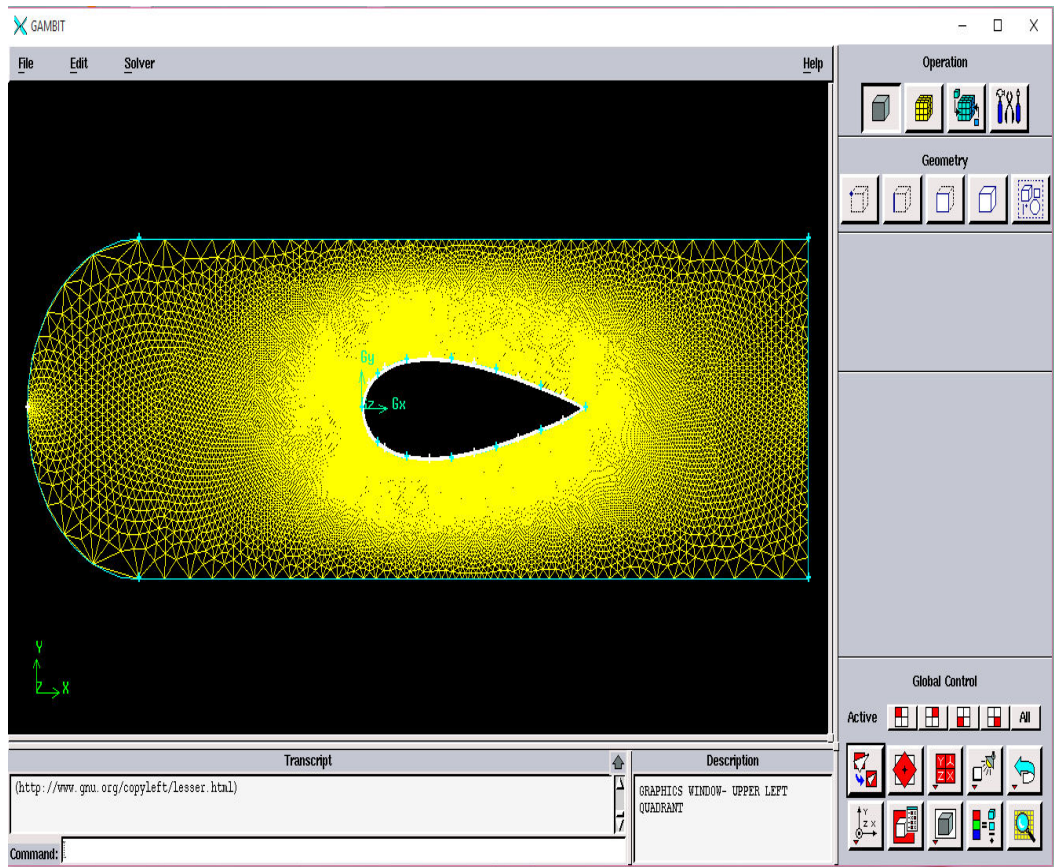 GAMBIT
File Edit Solver Help
Operation
Geometry
Gy
Gx
Y
Z X
Global Control
Active All
Transcript
Description
(http://www.gnu.org/copyleft/lesser.html)
GRAPHICS WINDOW- UPPER LEFT
QUADRANT
Command: